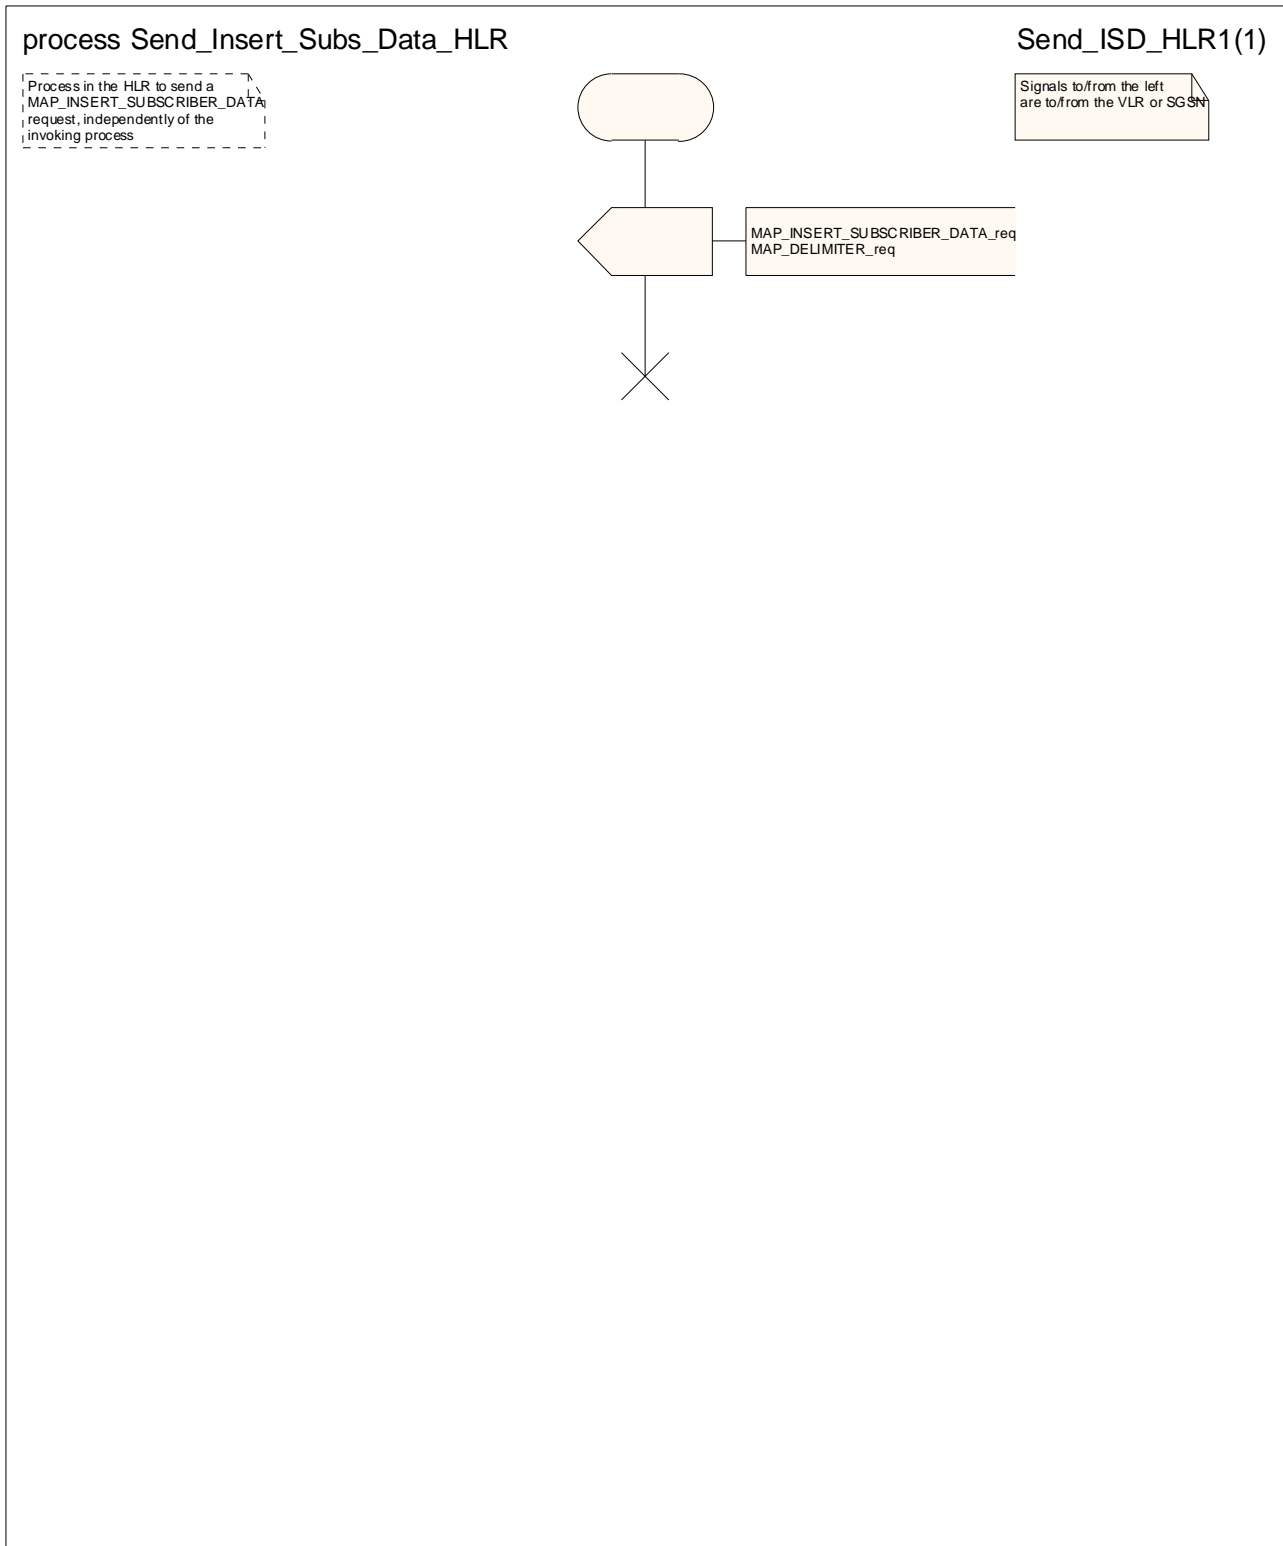 process Send_Insert_Subs_Data_HLR
Send_ISD_HLR1(1)
Process in the HLR to send a
MAP_INSERT_SUBSCRIBER_DATA
request, independently of the
invoking process
Signals to/from the left
are to/from the VLR or SGSN
MAP_INSERT_SUBSCRIBER_DATA_req
MAP_DELIMITER_req